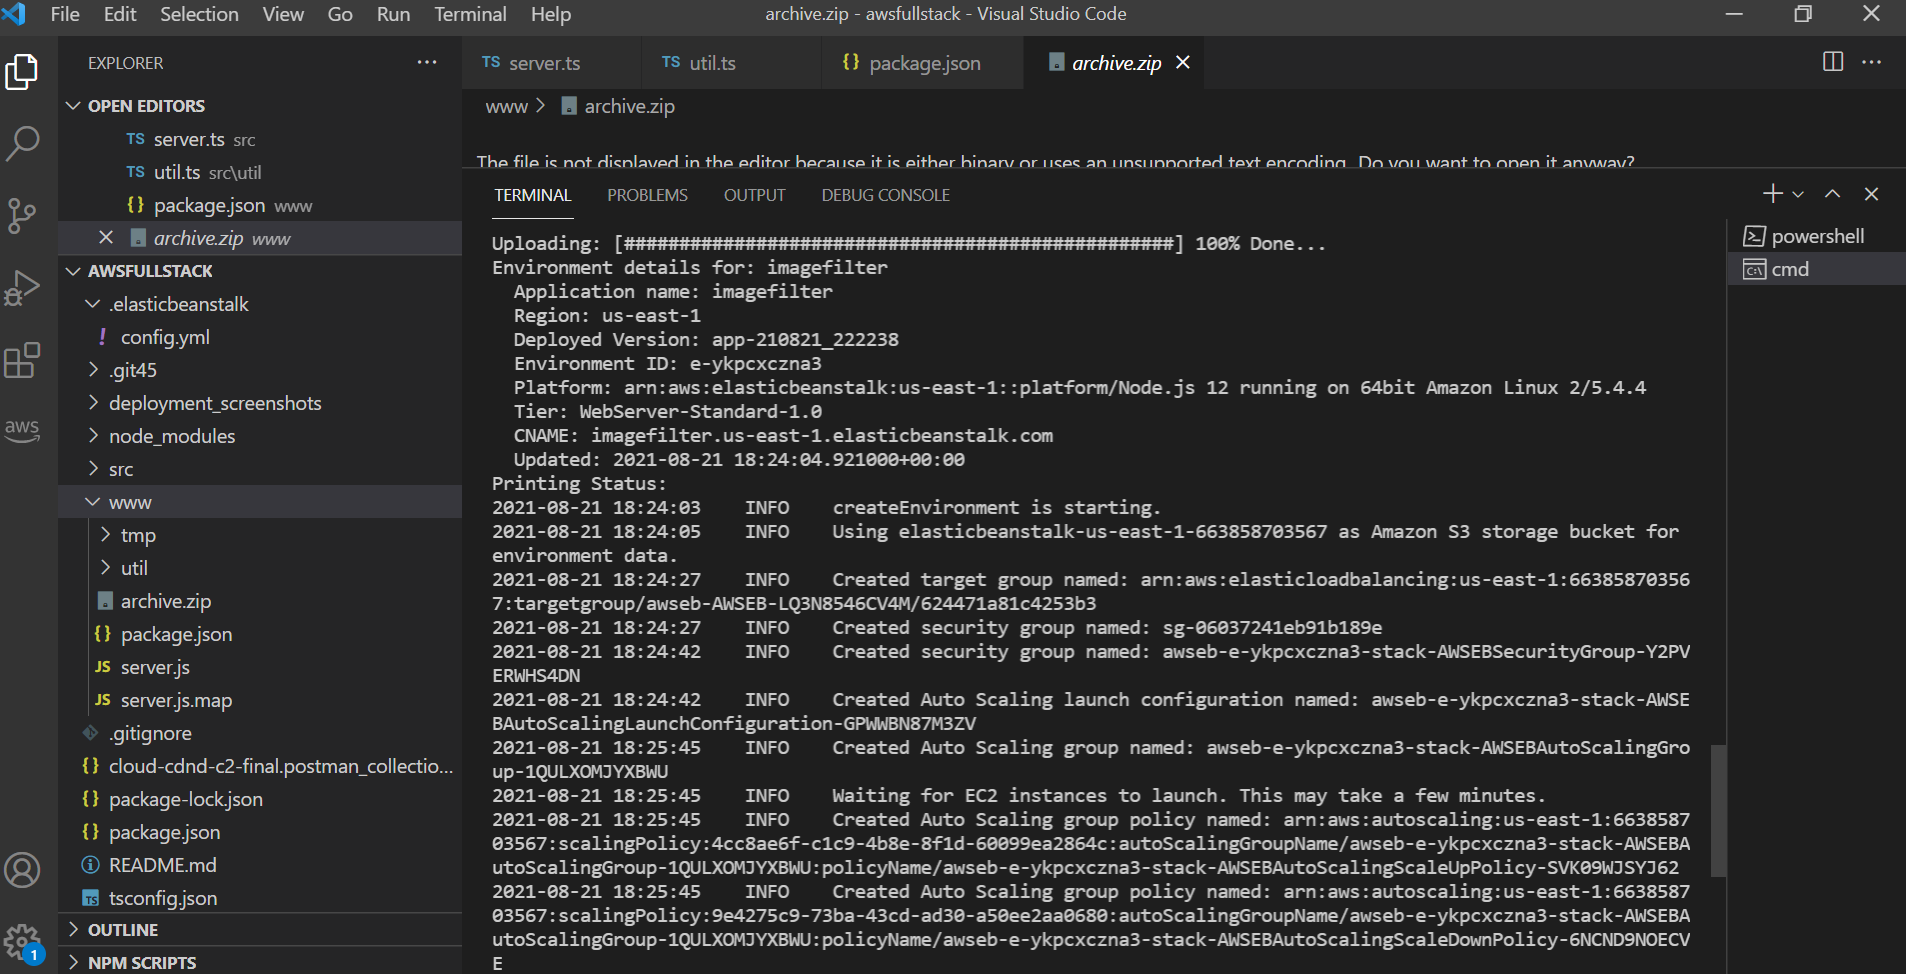 File Edit Selection View Go Run Terminal Help
archive.zip - awsfullstack - Visual Studio Code
EXPLORER
OPEN EDITORS
TS server.ts src
TS util.ts src\util
{} package.json www
archive.zip www
AWSFULLSTACK
.elasticbeanstalk
! config.yml
.git45
deployment_screenshots
node_modules
src
www
tmp
util
archive.zip
{} package.json
JS server.js
JS server.js.map
.gitignore
{} cloud-cdnd-c2-final.postman_collectio...
{} package-lock.json
{} package.json
README.md
TS tsconfig.json
OUTLINE
NPM SCRIPTS
aws
1
TS server.ts
TS util.ts
{} package.json
archive.zip
www > archive.zip
The file is not displayed in the editor because it is either binary or uses an unsupported text encoding. Do you want to open it anyway?
TERMINAL PROBLEMS OUTPUT DEBUG CONSOLE
powershell
cmd
Uploading: [##################################################] 100% Done...
Environment details for: imagefilter
Application name: imagefilter
Region: us-east-1
Deployed Version: app-210821_222238
Environment ID: e-ykpcxczna3
Platform: arn:aws:elasticbeanstalk:us-east-1::platform/Node.js 12 running on 64bit Amazon Linux 2/5.4.4
Tier: WebServer-Standard-1.0
CNAME: imagefilter.us-east-1.elasticbeanstalk.com
Updated: 2021-08-21 18:24:04.921000+00:00
Printing Status:
2021-08-21 18:24:03 INFO createEnvironment is starting.
2021-08-21 18:24:05 INFO Using elasticbeanstalk-us-east-1-663858703567 as Amazon S3 storage bucket for
environment data.
2021-08-21 18:24:27 INFO Created target group named: arn:aws:elasticloadbalancing:us-east-1:66385870356
7:targetgroup/awseb-AWSEB-LQ3N8546CV4M/624471a81c4253b3
2021-08-21 18:24:27 INFO Created security group named: sg-06037241eb91b189e
2021-08-21 18:24:42 INFO Created security group named: awseb-e-ykpcxczna3-stack-AWSEBSecurityGroup-Y2PV
ERWHS4DN
2021-08-21 18:24:42 INFO Created Auto Scaling launch configuration named: awseb-e-ykpcxczna3-stack-AWSE
BAutoScalingLaunchConfiguration-GPWWBN87M3ZV
2021-08-21 18:25:45 INFO Created Auto Scaling group named: awseb-e-ykpcxczna3-stack-AWSEBAutoScalingGro
up-1QULXOMJYXBWU
2021-08-21 18:25:45 INFO Waiting for EC2 instances to launch. This may take a few minutes.
2021-08-21 18:25:45 INFO Created Auto Scaling group policy named: arn:aws:autoscaling:us-east-1:6638587
03567:scalingPolicy:4cc8ae6f-c1c9-4b8e-8f1d-60099ea2864c:autoScalingGroupName/awseb-e-ykpcxczna3-stack-AWSEBA
utoScalingGroup-1QULXOMJYXBWU:policyName/awseb-e-ykpcxczna3-stack-AWSEBAutoScalingScaleUpPolicy-SVK09WJSYJ62
2021-08-21 18:25:45 INFO Created Auto Scaling group policy named: arn:aws:autoscaling:us-east-1:6638587
03567:scalingPolicy:9e4275c9-73ba-43cd-ad30-a50ee2aa0680:autoScalingGroupName/awseb-e-ykpcxczna3-stack-AWSEBA
utoScalingGroup-1QULXOMJYXBWU:policyName/awseb-e-ykpcxczna3-stack-AWSEBAutoScalingScaleDownPolicy-6NCND9NOECV
E